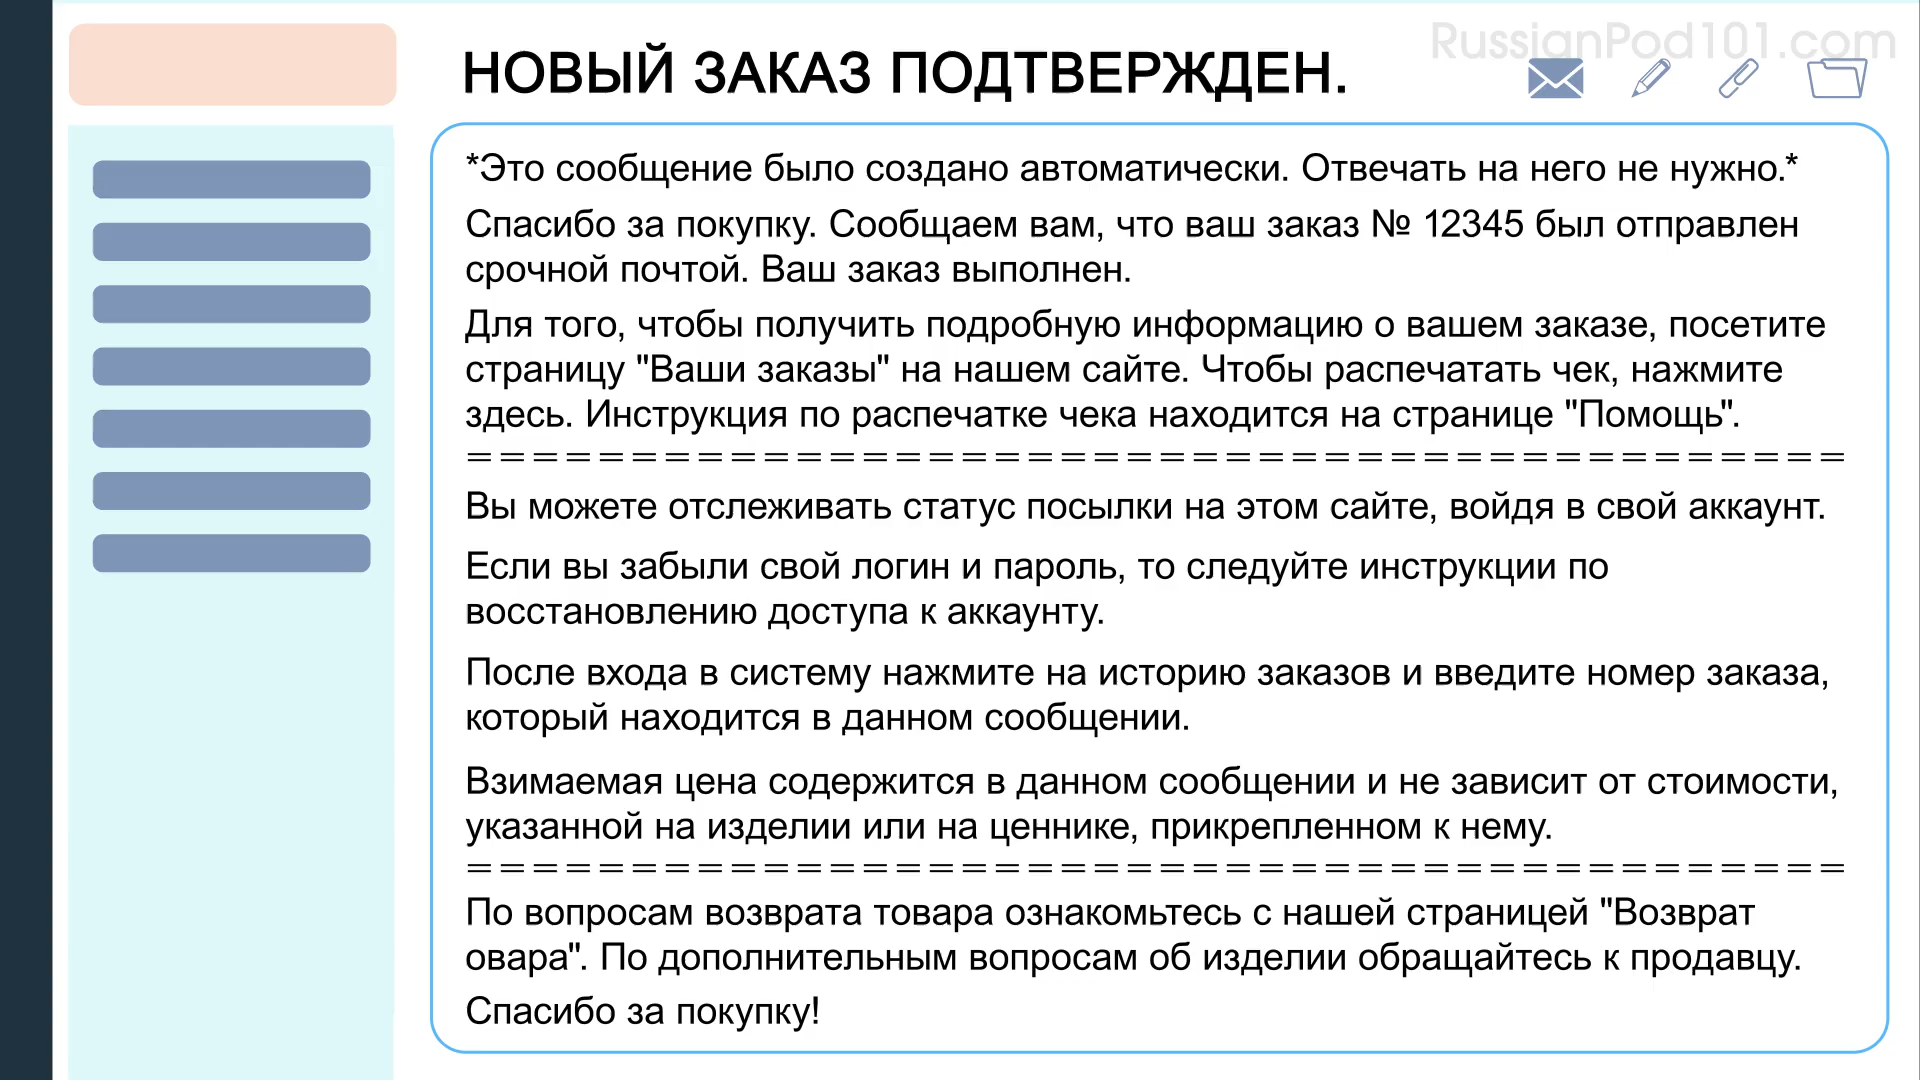 RussianPod101.com
НОВЫЙ ЗАКАЗ ПОДТВЕРЖДЕН.
*Это сообщение было создано автоматически. Отвечать на него не нужно.*
Спасибо за покупку. Сообщаем вам, что ваш заказ № 12345 был отправлен
срочной почтой. Ваш заказ выполнен.
Для того, чтобы получить подробную информацию о вашем заказе, посетите
страницу "Ваши заказы" на нашем сайте. Чтобы распечатать чек, нажмите
здесь. Инструкция по распечатке чека находится на странице "Помощь".
==========================================
Вы можете отслеживать статус посылки на этом сайте, войдя в свой аккаунт.
Если вы забыли свой логин и пароль, то следуйте инструкции по
восстановлению доступа к аккаунту.
После входа в систему нажмите на историю заказов и введите номер заказа,
который находится в данном сообщении.
Взимаемая цена содержится в данном сообщении и не зависит от стоимости,
указанной на изделии или на ценнике, прикрепленном к нему.
==========================================
По вопросам возврата товара ознакомьтесь с нашей страницей "Возврат
овара". По дополнительным вопросам об изделии обращайтесь к продавцу.
Спасибо за покупку!